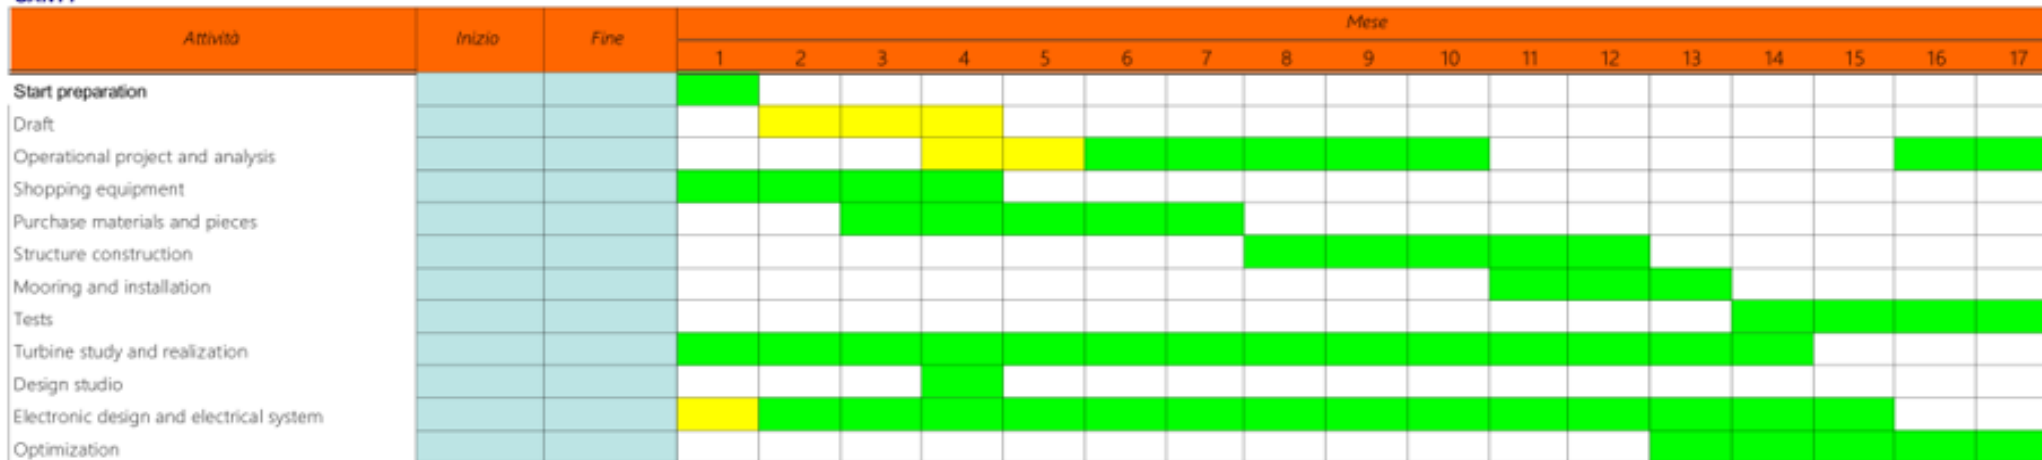 Attività Inizio Fine Mese
1 2 3 4 5 6 7 8 9 10 11 12 13 14 15 16 17
Start preparation
Draft
Operational project and analysis
Shopping equipment
Purchase materials and pieces
Structure construction
Mooring and installation
Tests
Turbine study and realization
Design studio
Electronic design and electrical system
Optimization